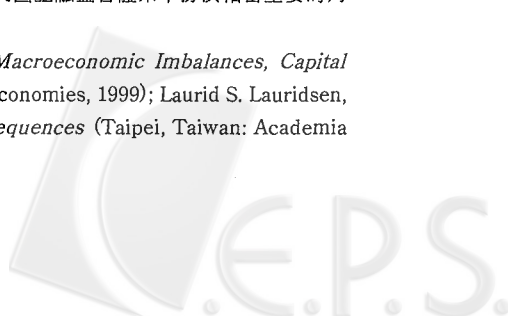 Macroeconomic Imbalances, Capital
conomies, 1999); Laurid S. Lauridsen,
equences (Taipei, Taiwan: Academia
C.E.P.S.